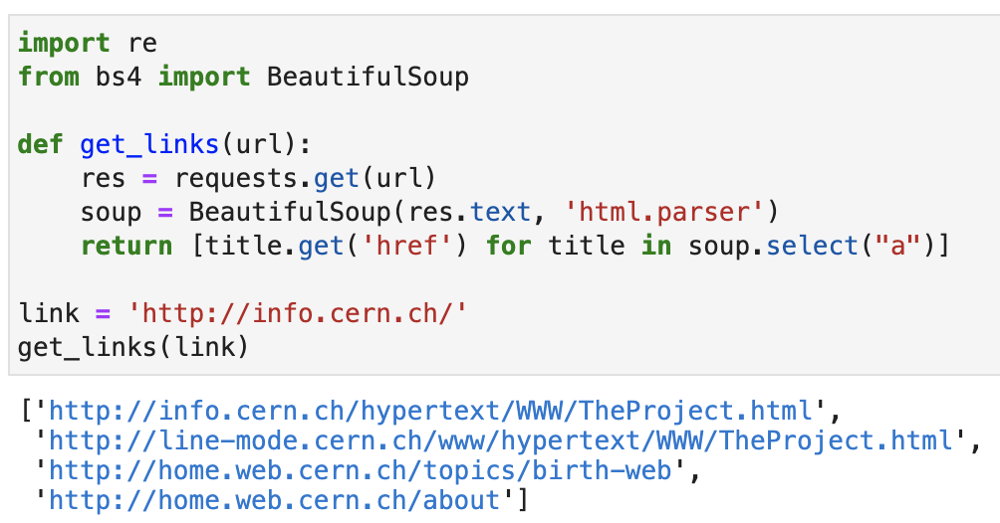 import re
from bs4 import BeautifulSoup

def get_links(url):
    res = requests.get(url)
    soup = BeautifulSoup(res.text, 'html.parser')
    return [title.get('href') for title in soup.select("a")]

link = 'http://info.cern.ch/'
get_links(link)

['http://info.cern.ch/hypertext/WWW/TheProject.html',
 'http://line-mode.cern.ch/www/hypertext/WWW/TheProject.html',
 'http://home.web.cern.ch/topics/birth-web',
 'http://home.web.cern.ch/about']